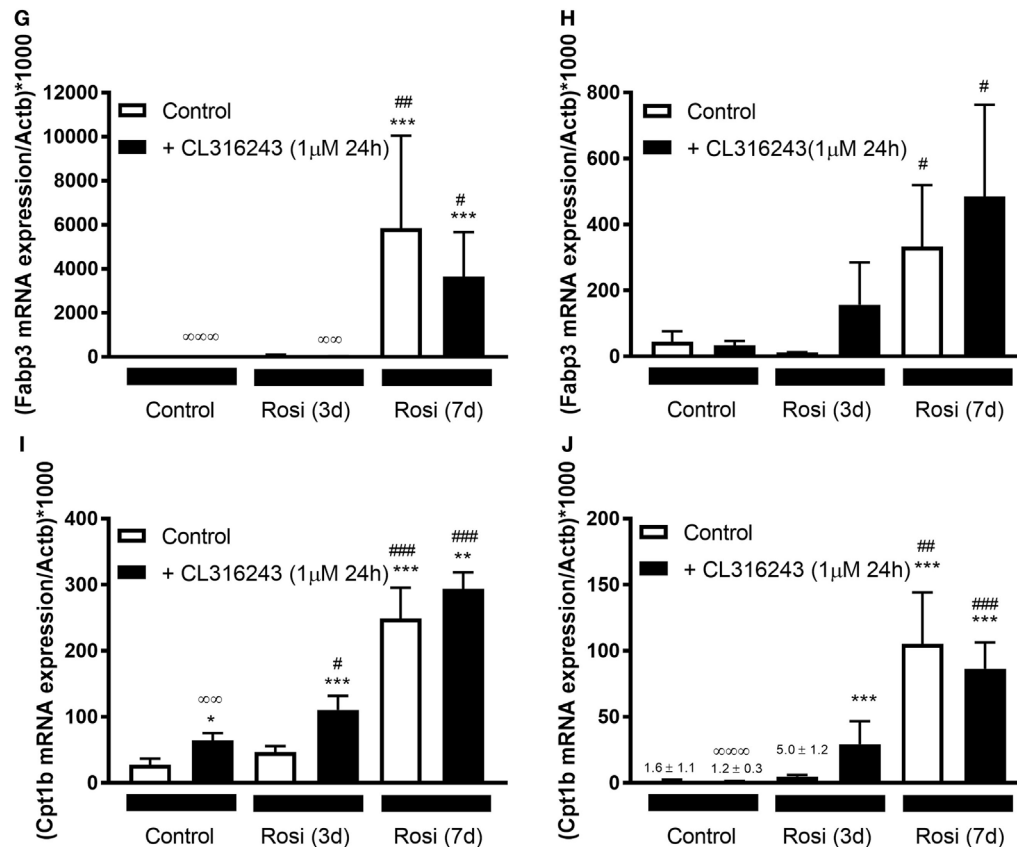 G
(Fabp3 mRNA expression/Actb)*1000
12000
10000
8000
6000
4000
2000
0
Control
+ CL316243 (1μM 24h)
##
***
#
***
∞∞∞
∞∞
Control
Rosi (3d)
Rosi (7d)
H
(Fabp3 mRNA expression/Actb)*1000
800
600
400
200
0
Control
+ CL316243(1μM 24h)
#
#
Control
Rosi (3d)
Rosi (7d)
I
(Cpt1b mRNA expression/Actb)*1000
400
300
200
100
0
Control
+ CL316243 (1μM 24h)
###
***
###
**
#
***
∞∞
*
Control
Rosi (3d)
Rosi (7d)
J
(Cpt1b mRNA expression/Actb)*1000
200
150
100
50
0
Control
+ CL316243 (1μM 24h)
##
***
###
***
***
∞∞∞
1.6 ± 1.1
1.2 ± 0.3
5.0 ± 1.2
Control
Rosi (3d)
Rosi (7d)